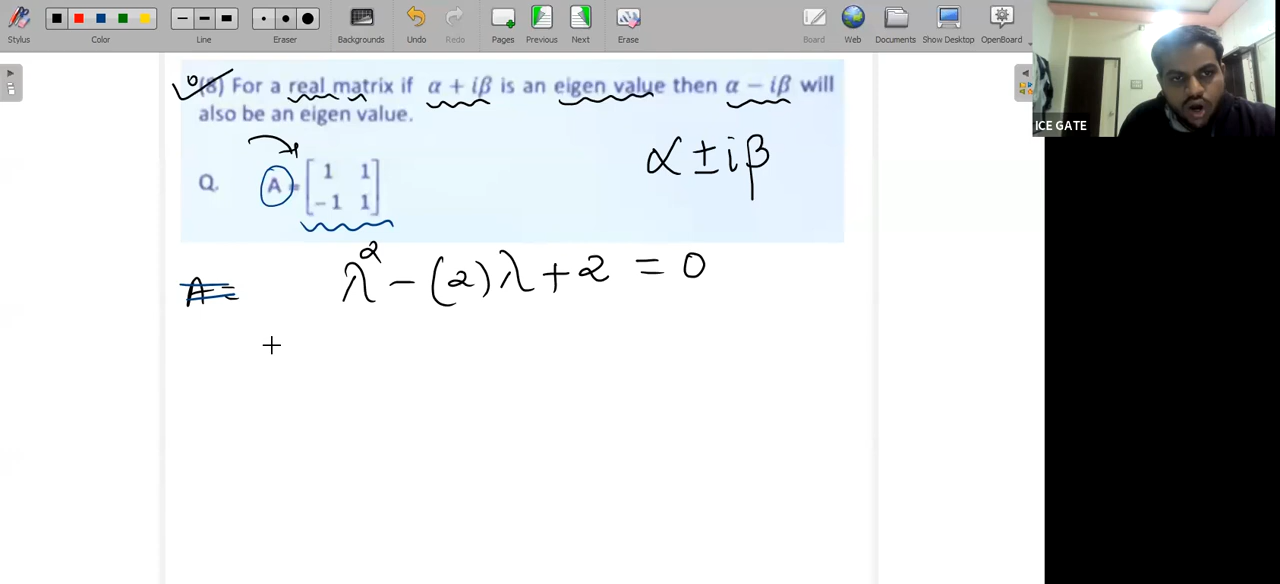 Stylus Color Line Eraser Backgrounds Undo Redo Pages Previous Next Erase Board Web Documents Show Desktop OpenBoard
(8) For a real matrix if α + iβ is an eigen value then α − iβ will
also be an eigen value.
α ± iβ
Q. A = [1 1
−1 1]
λ² − (2)λ + 2 = 0
A =
ICE GATE